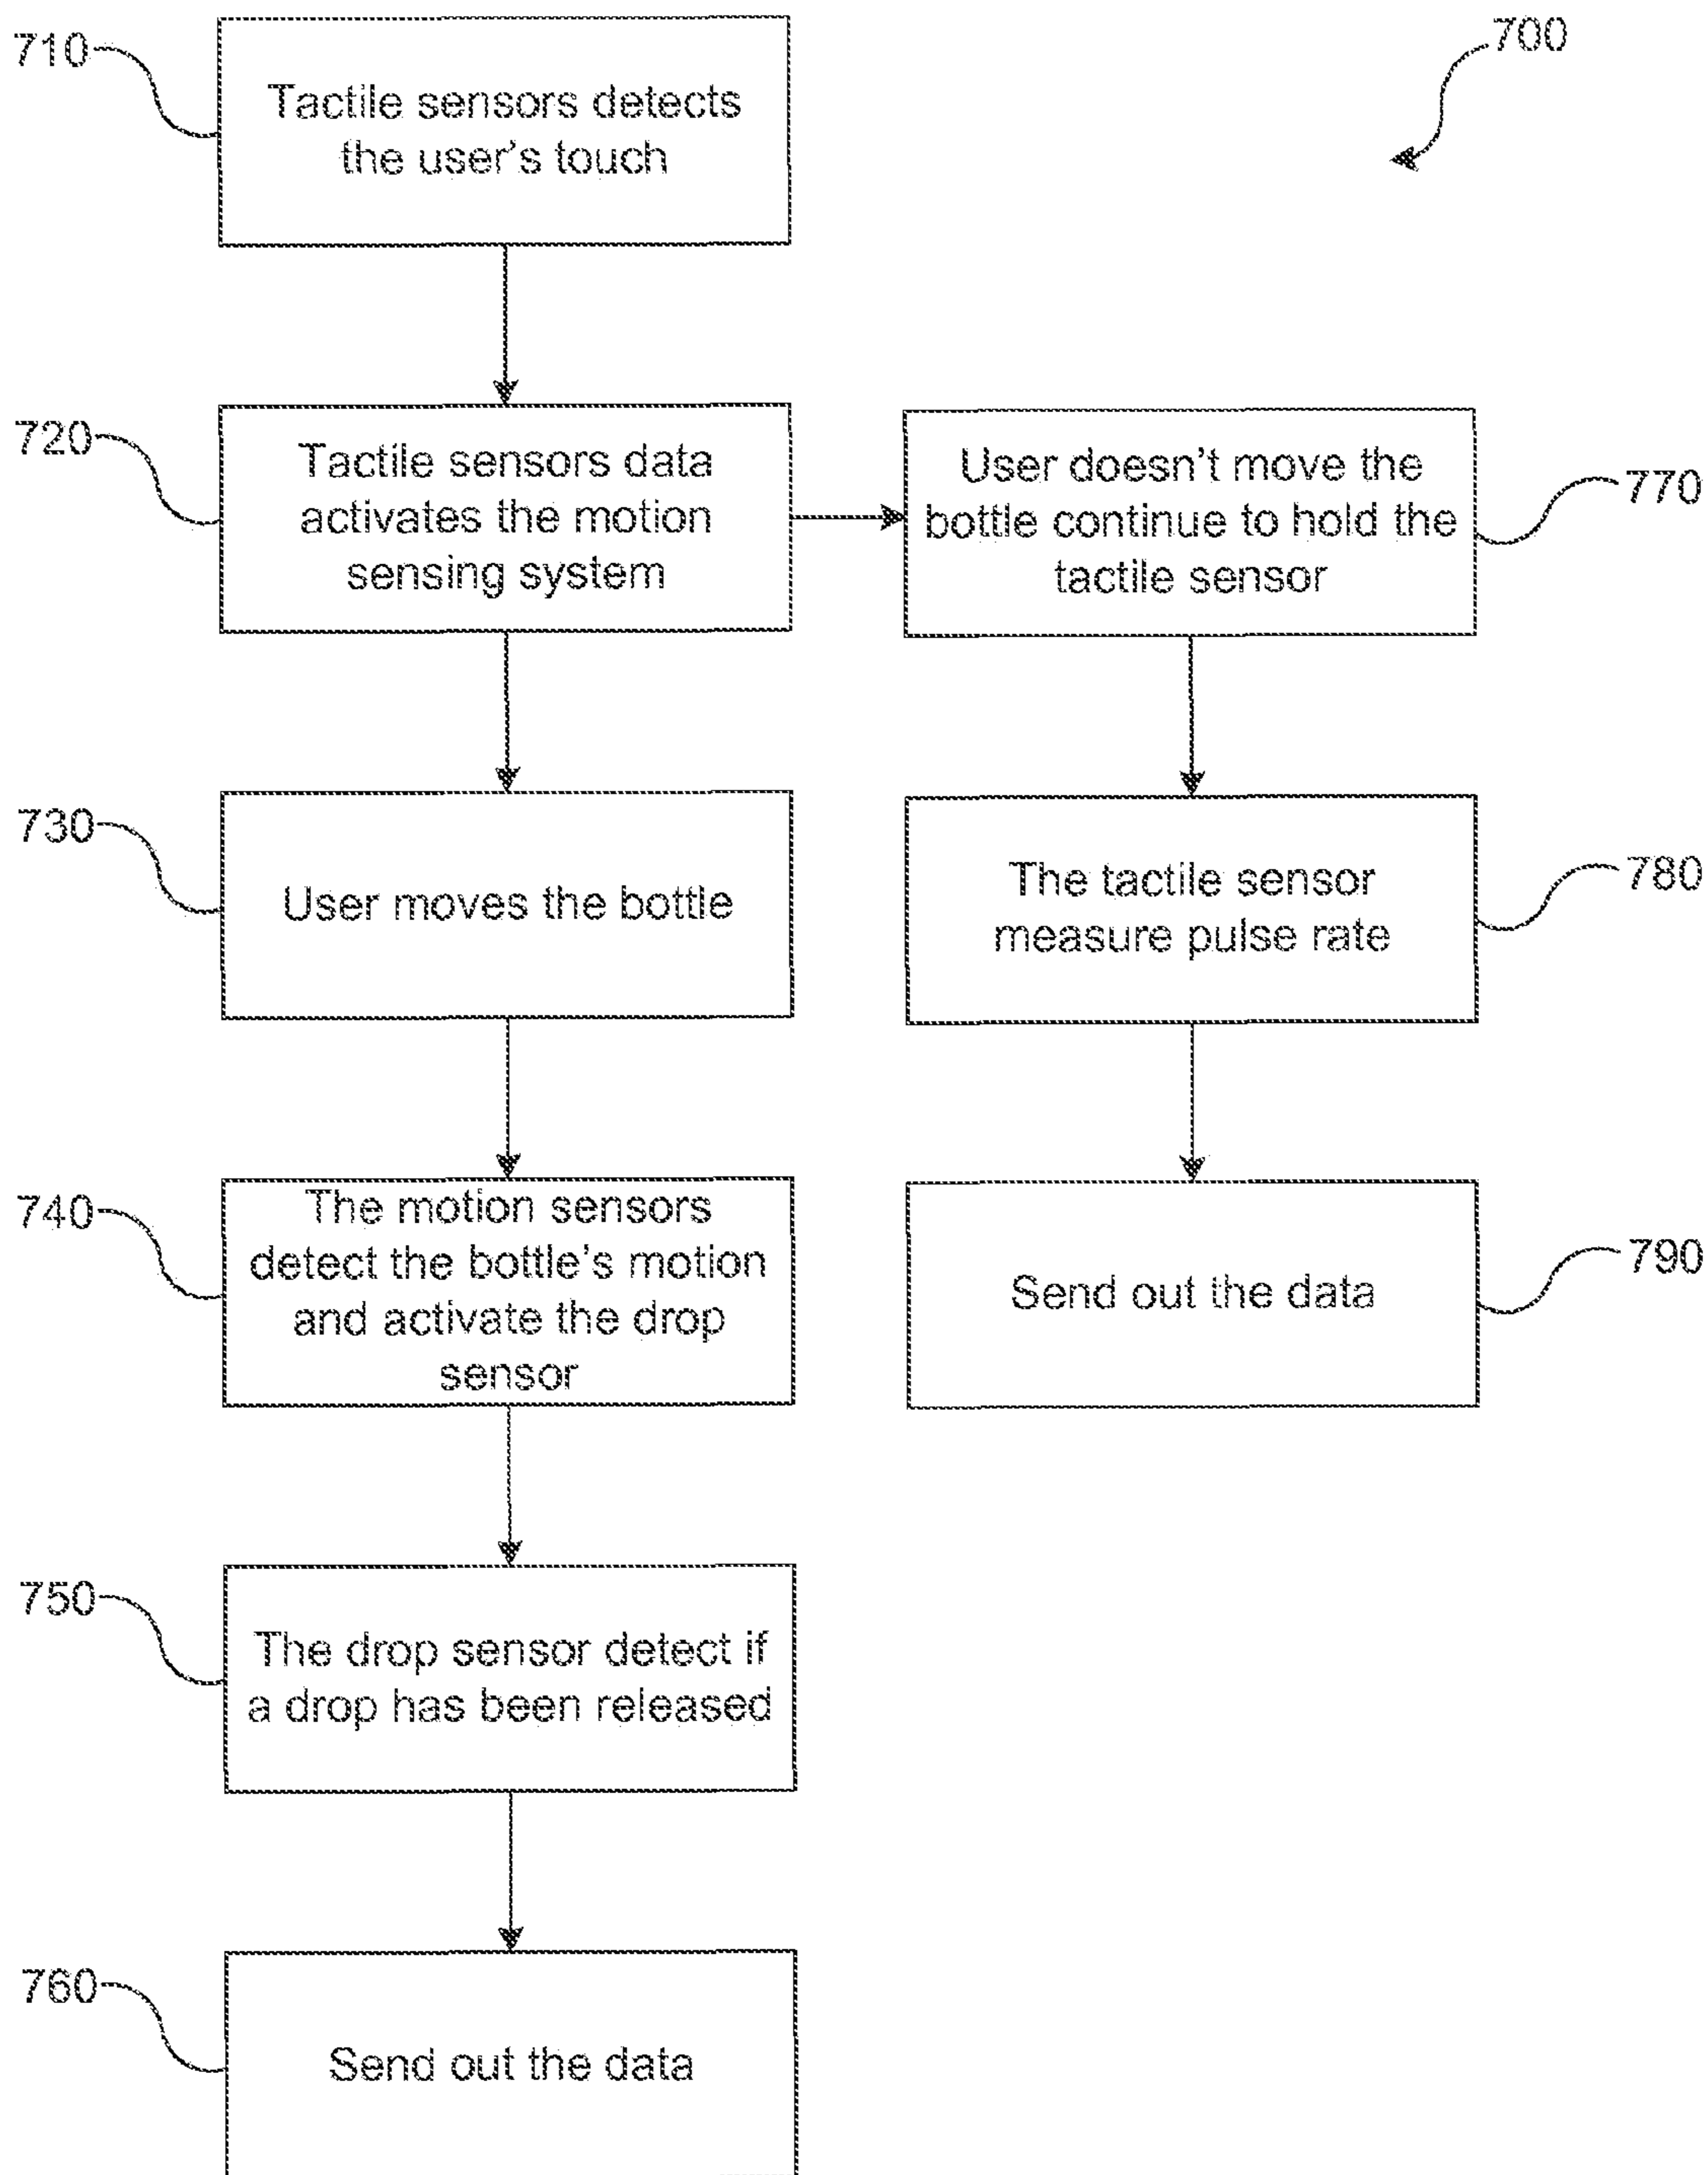 700
710
Tactile sensors detects
the user's touch
720
Tactile sensors data
activates the motion
sensing system
730
User moves the bottle
740
The motion sensors
detect the bottle's motion
and activate the drop
sensor
750
The drop sensor detect if
a drop has been released
760
Send out the data
770
User doesn't move the
bottle continue to hold the
tactile sensor
780
The tactile sensor
measure pulse rate
790
Send out the data